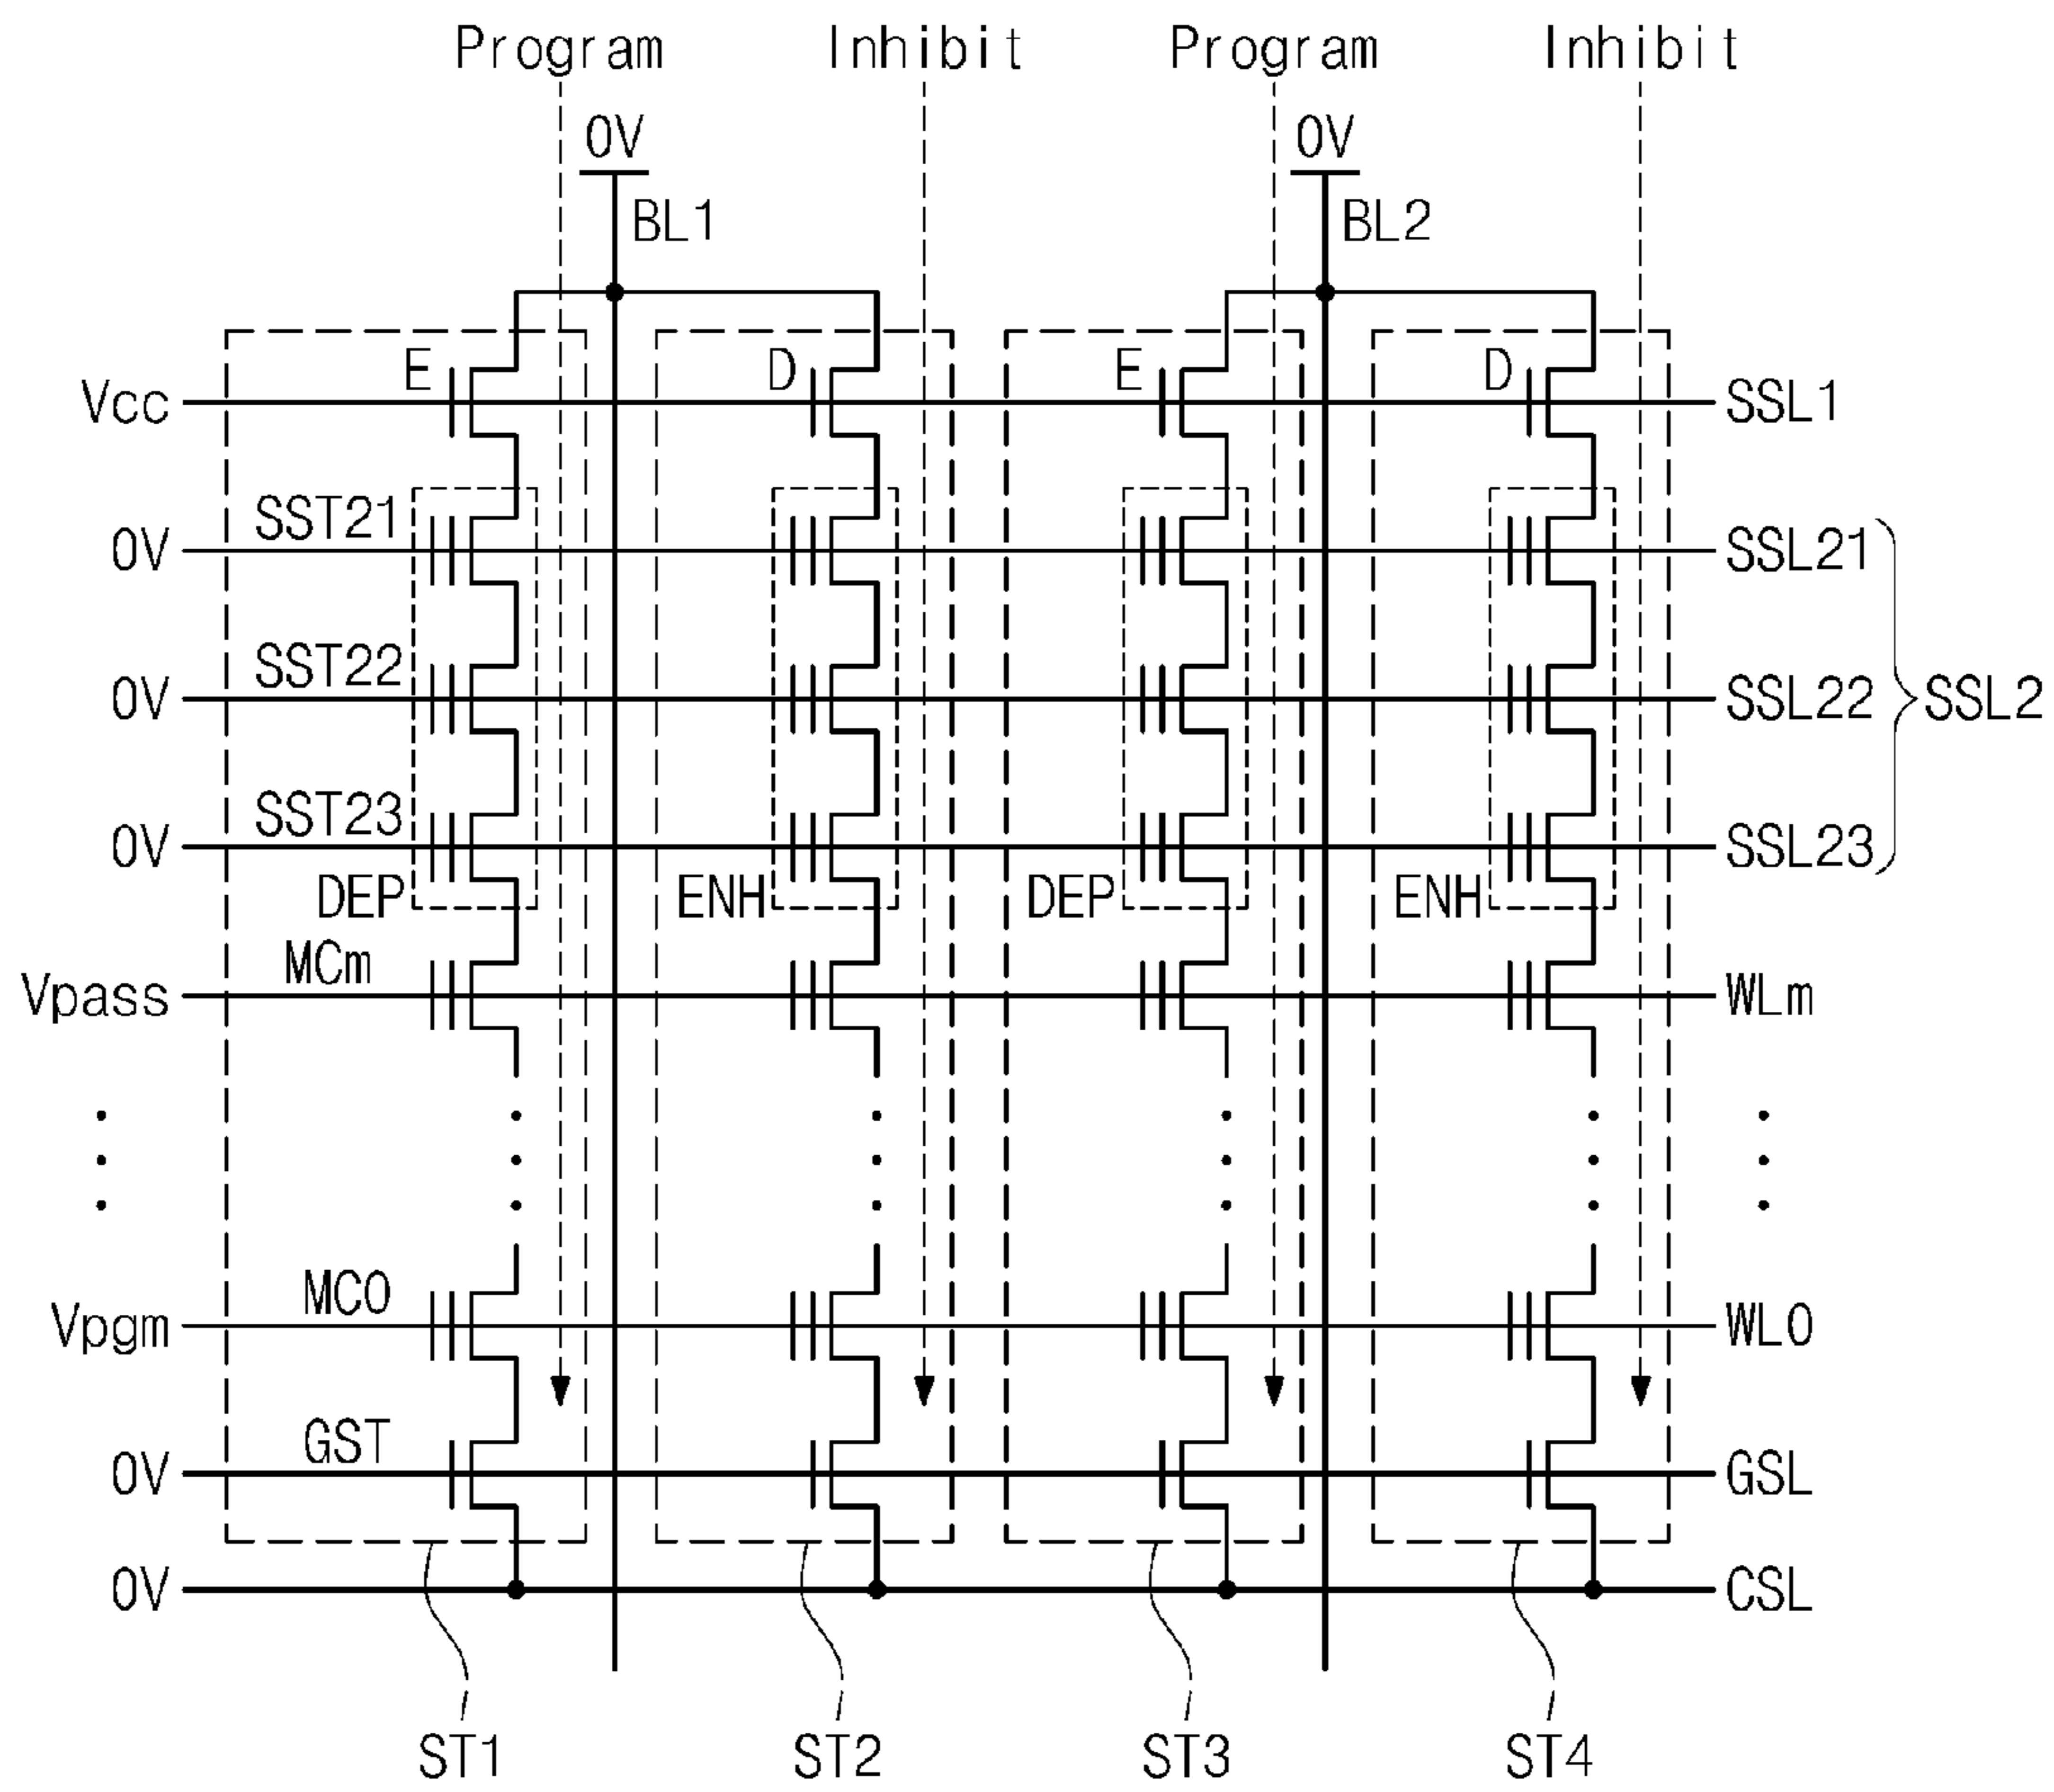 Program Inhibit Program Inhibit
0V 0V
BL1 BL2
E D E D
Vcc SSL1
SST21
0V SSL21
SST22
0V SSL22 SSL2
SST23
0V SSL23
DEP ENH DEP ENH
MCm
Vpass WLm
MC0
Vpgm WL0
GST
0V GSL
0V CSL
ST1 ST2 ST3 ST4